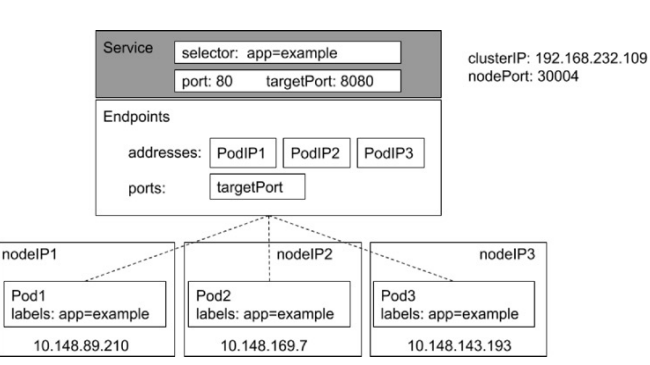 Service
selector: app=example
port: 80 targetPort: 8080
clusterIP: 192.168.232.109
nodePort: 30004
Endpoints
addresses: PodIP1 PodIP2 PodIP3
ports: targetPort
nodeIP1
Pod1
labels: app=example
10.148.89.210
nodeIP2
Pod2
labels: app=example
10.148.169.7
nodeIP3
Pod3
labels: app=example
10.148.143.193